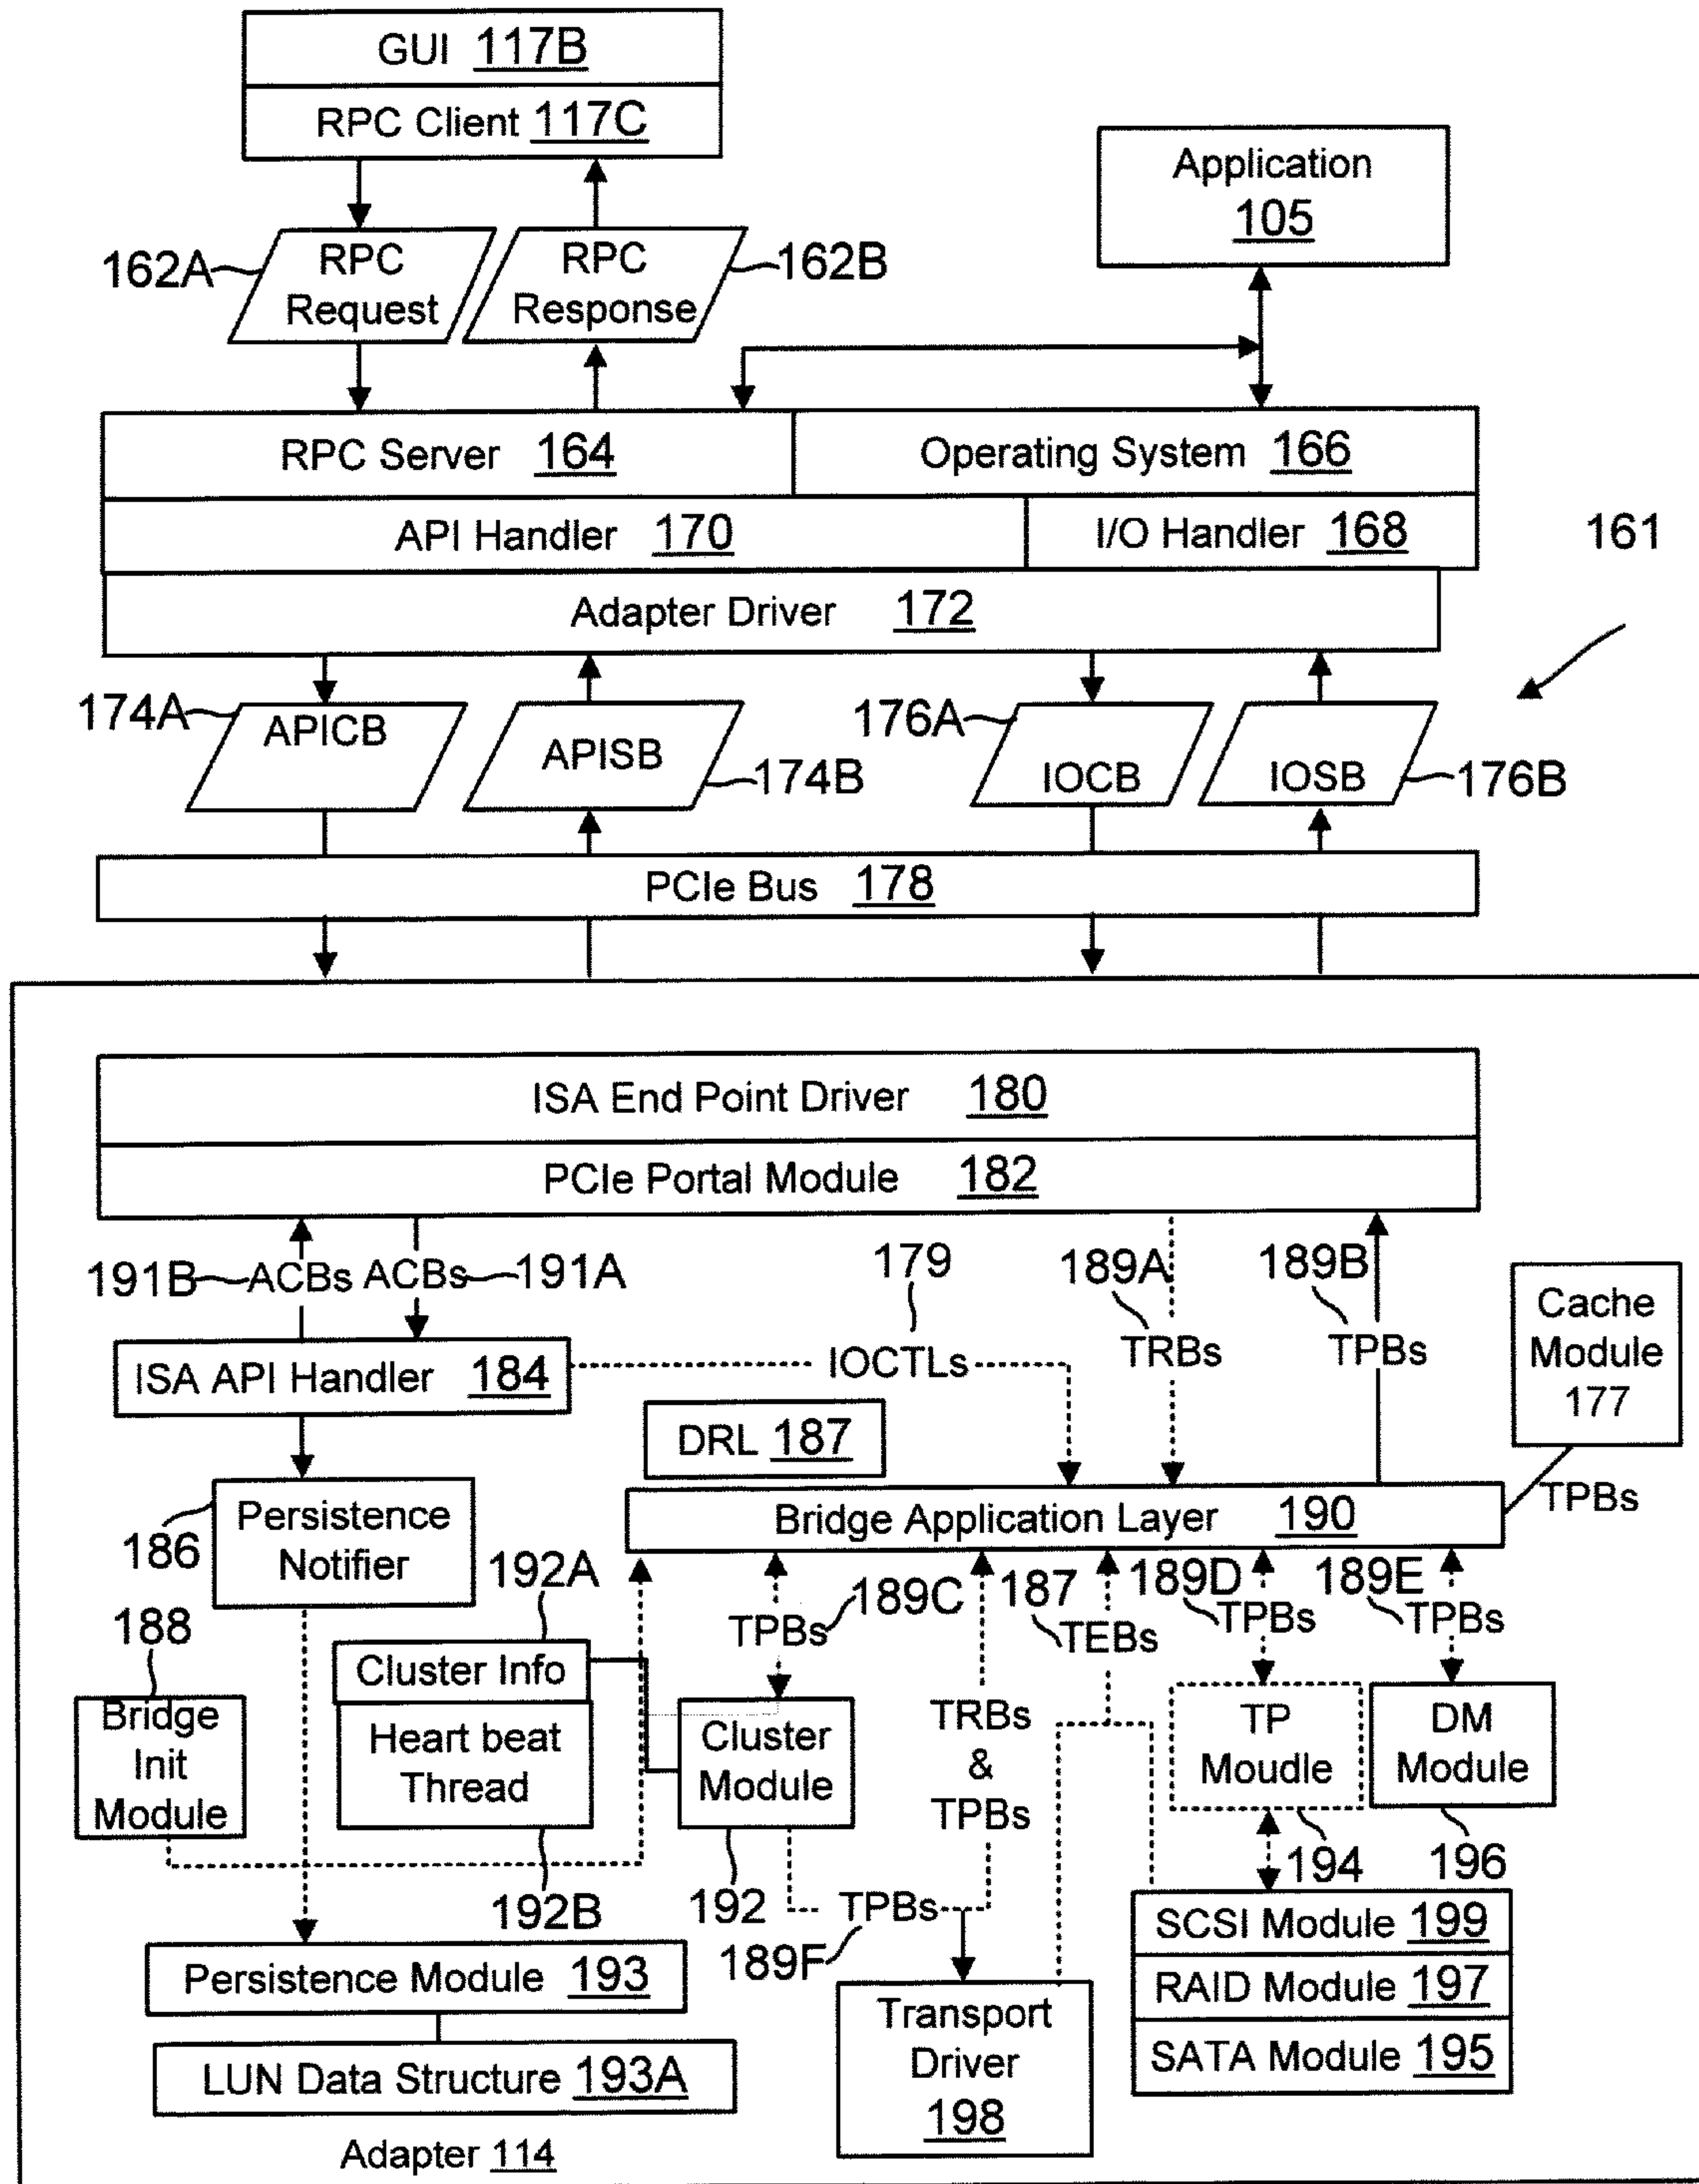 GUI 117B
RPC Client 117C
Application
105
162A
RPC
Request
RPC
Response
162B
RPC Server 164
Operating System 166
API Handler 170
I/O Handler 168
161
Adapter Driver 172
174A
APICB
APISB
174B
176A
IOCB
IOSB
176B
PCIe Bus 178
ISA End Point Driver 180
PCIe Portal Module 182
191B
ACBs
ACBs
191A
179
189A
189B
Cache
Module
177
ISA API Handler 184
IOCTLs
TRBs
TPBs
DRL 187
TPBs
Bridge Application Layer 190
186
Persistence
Notifier
192A
189C
187
189D
189E
188
TPBs
TEBs
TPBs
TPBs
Cluster Info
Bridge
Init
Module
Heart beat
Thread
Cluster
Module
TRBs
&
TPBs
TP
Moudle
DM
Module
192B
192
TPBs
189F
194
196
Persistence Module 193
LUN Data Structure 193A
Transport
Driver
198
SCSI Module 199
RAID Module 197
SATA Module 195
Adapter 114